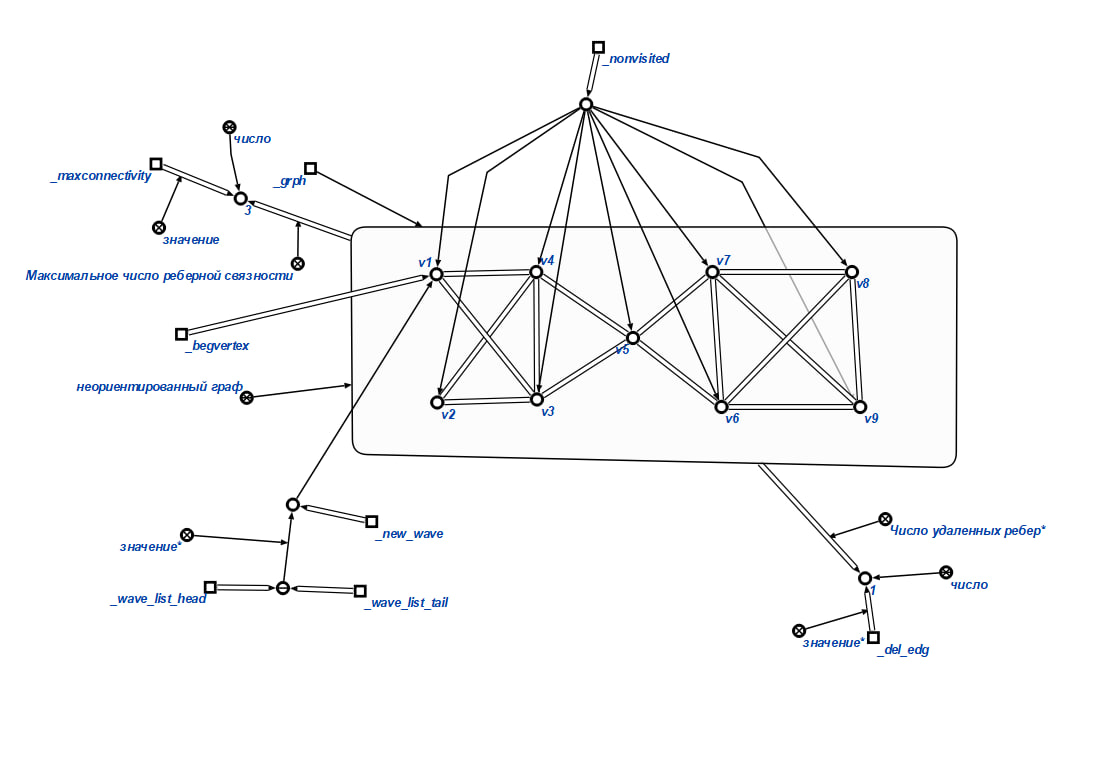 _nonvisited
число
_maxconnectivity
_grph
3
значение
Максимальное число реберной связности
v1
v4
v7
v8
_begvertex
v5
неориентированный граф
v2
v3
v6
v9
_new_wave
значение*
Число удаленных ребер*
_wave_list_head
_wave_list_tail
число
1
значение*
_del_edg